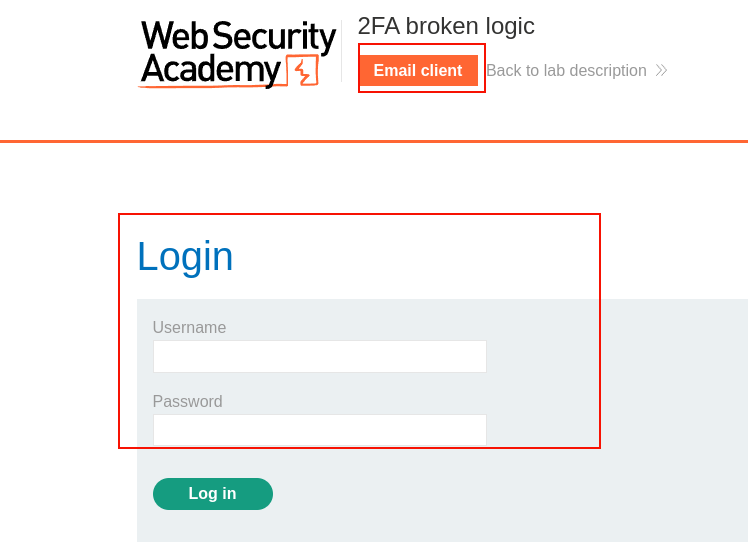 Web Security
Academy
2FA broken logic
Email client
Back to lab description
Login
Username
Password
Log in